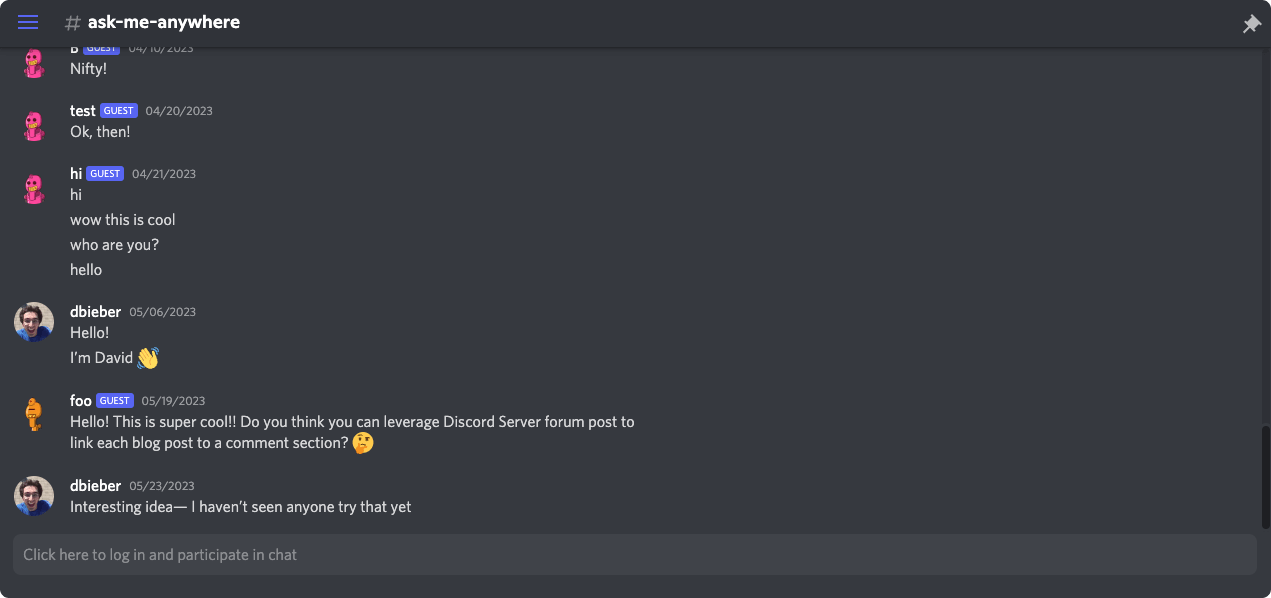 # ask-me-anywhere
B GUEST 04/10/2023
Nifty!
test GUEST 04/20/2023
Ok, then!
hi GUEST 04/21/2023
hi
wow this is cool
who are you?
hello
dbieber 05/06/2023
Hello!
I'm David 👋
foo GUEST 05/19/2023
Hello! This is super cool!! Do you think you can leverage Discord Server forum post to
link each blog post to a comment section? 🤔
dbieber 05/23/2023
Interesting idea— I haven't seen anyone try that yet
Click here to log in and participate in chat